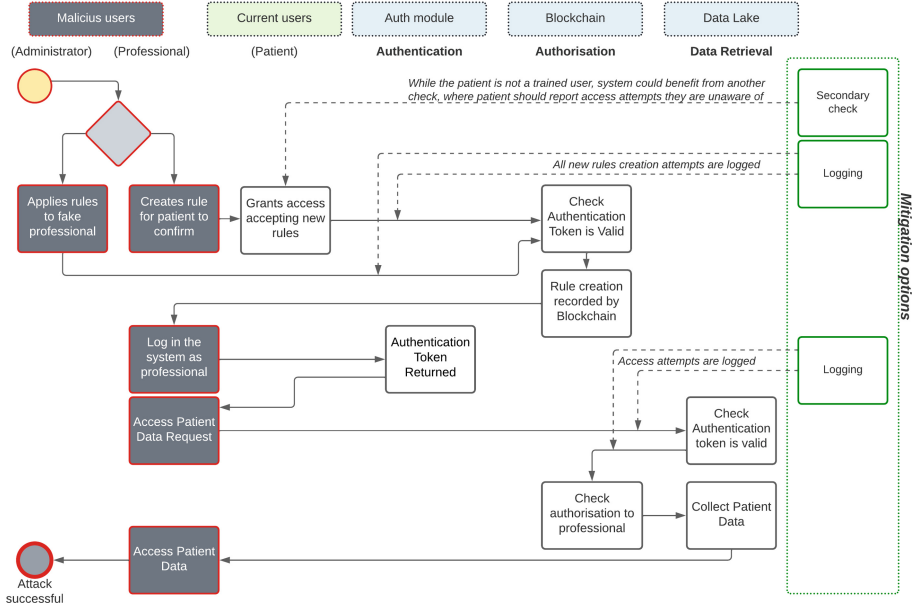 Malicius users
Current users
Auth module
Blockchain
Data Lake
(Administrator)
(Professional)
(Patient)
Authentication
Authorisation
Data Retrieval
While the patient is not a trained user, system could benefit from another
check, where patient should report access attempts they are unaware of
Secondary
check
All new rules creation attempts are logged
Logging
Applies rules
to fake
professional
Creates rule
for patient to
confirm
Grants access
accepting new
rules
Check
Authentication
Token is Valid
Mitigation options
Rule creation
recorded by
Blockchain
Log in the
system as
professional
Authentication
Token
Returned
Access attempts are logged
Logging
Access Patient
Data Request
Check
Authentication
token is valid
Check
authorisation to
professional
Collect Patient
Data
Access Patient
Data
Attack
successful